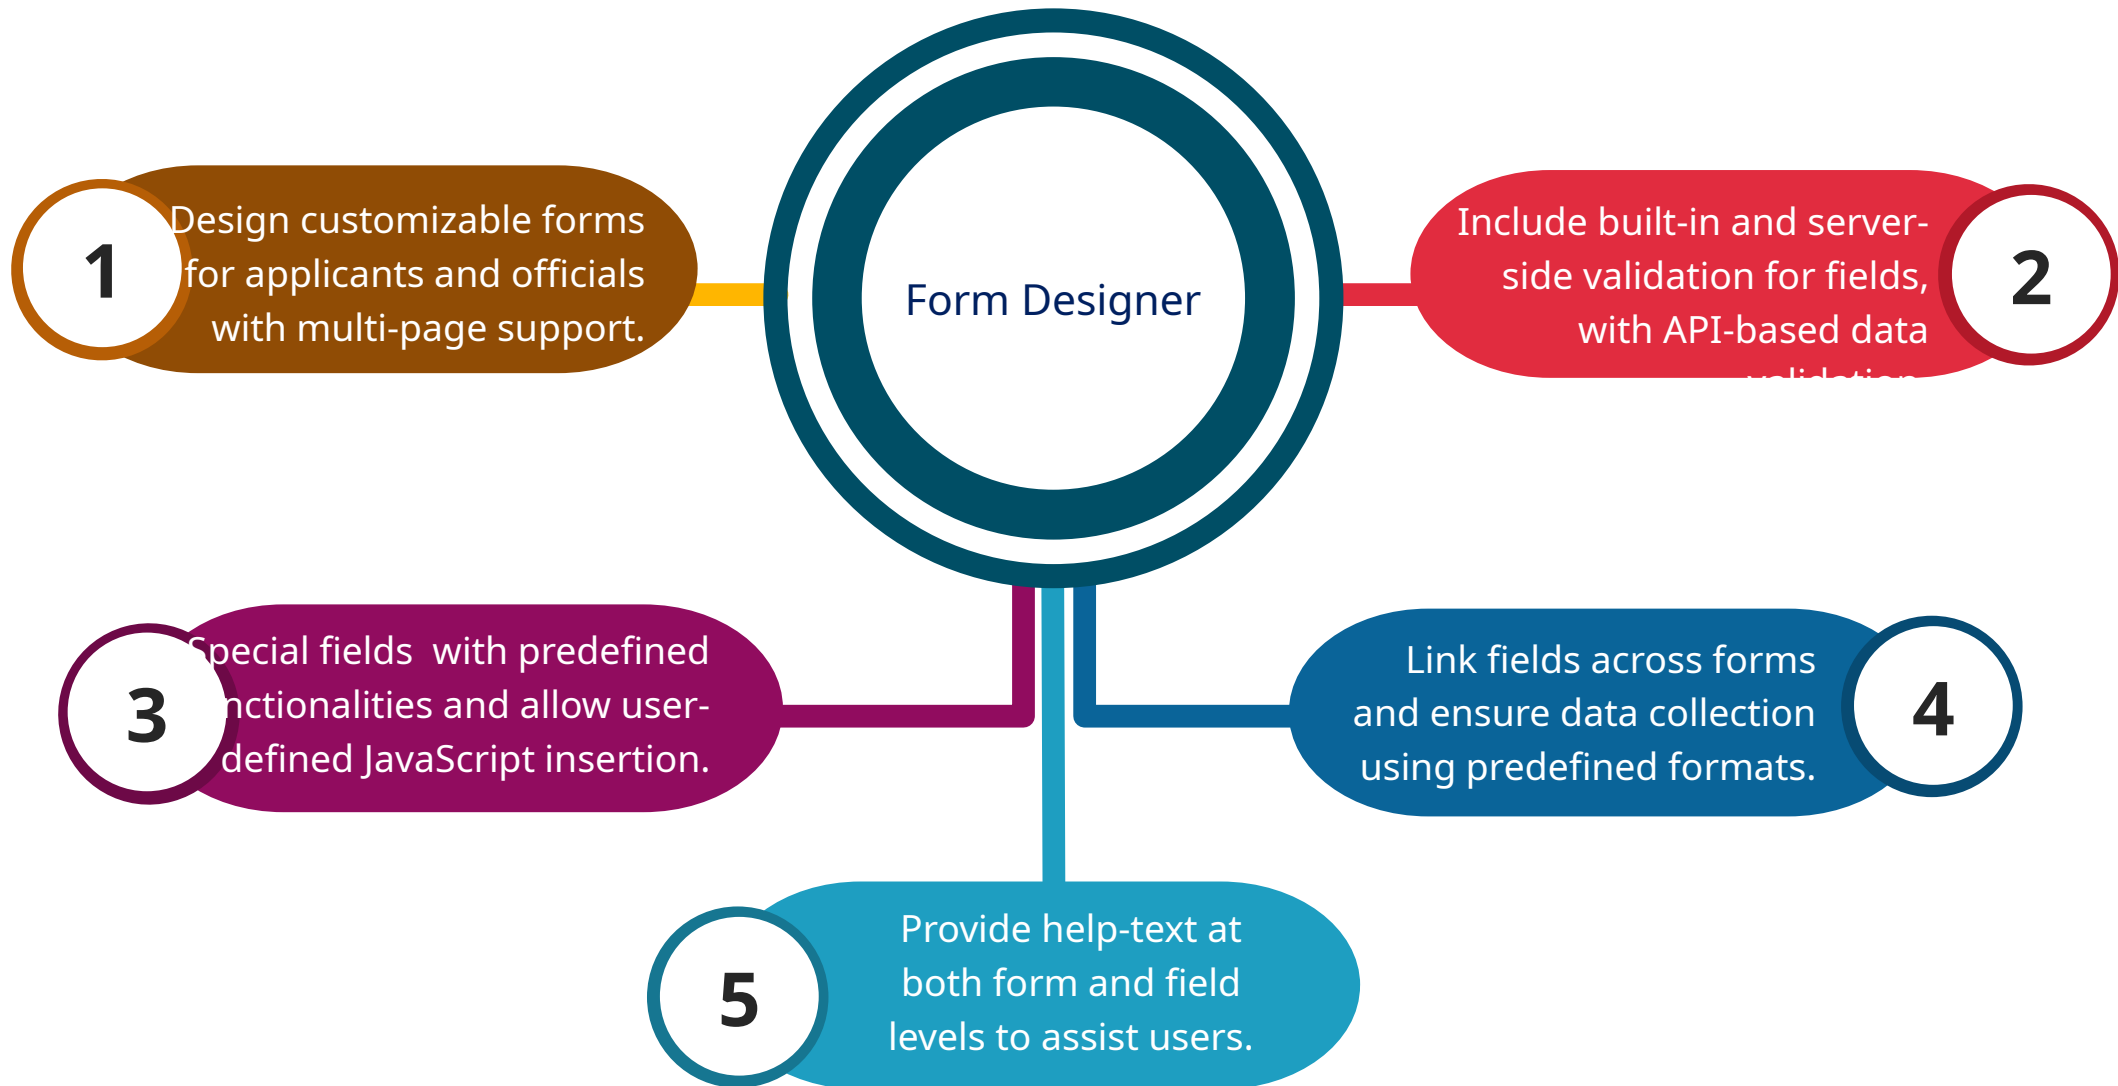 Form Designer
1
Design customizable forms
for applicants and officials
with multi-page support.
2
Include built-in and server-
side validation for fields,
with API-based data
validation.
3
Special fields  with predefined
nctionalities and allow user-
defined JavaScript insertion.
4
Link fields across forms
and ensure data collection
using predefined formats.
5
Provide help-text at
both form and field
levels to assist users.